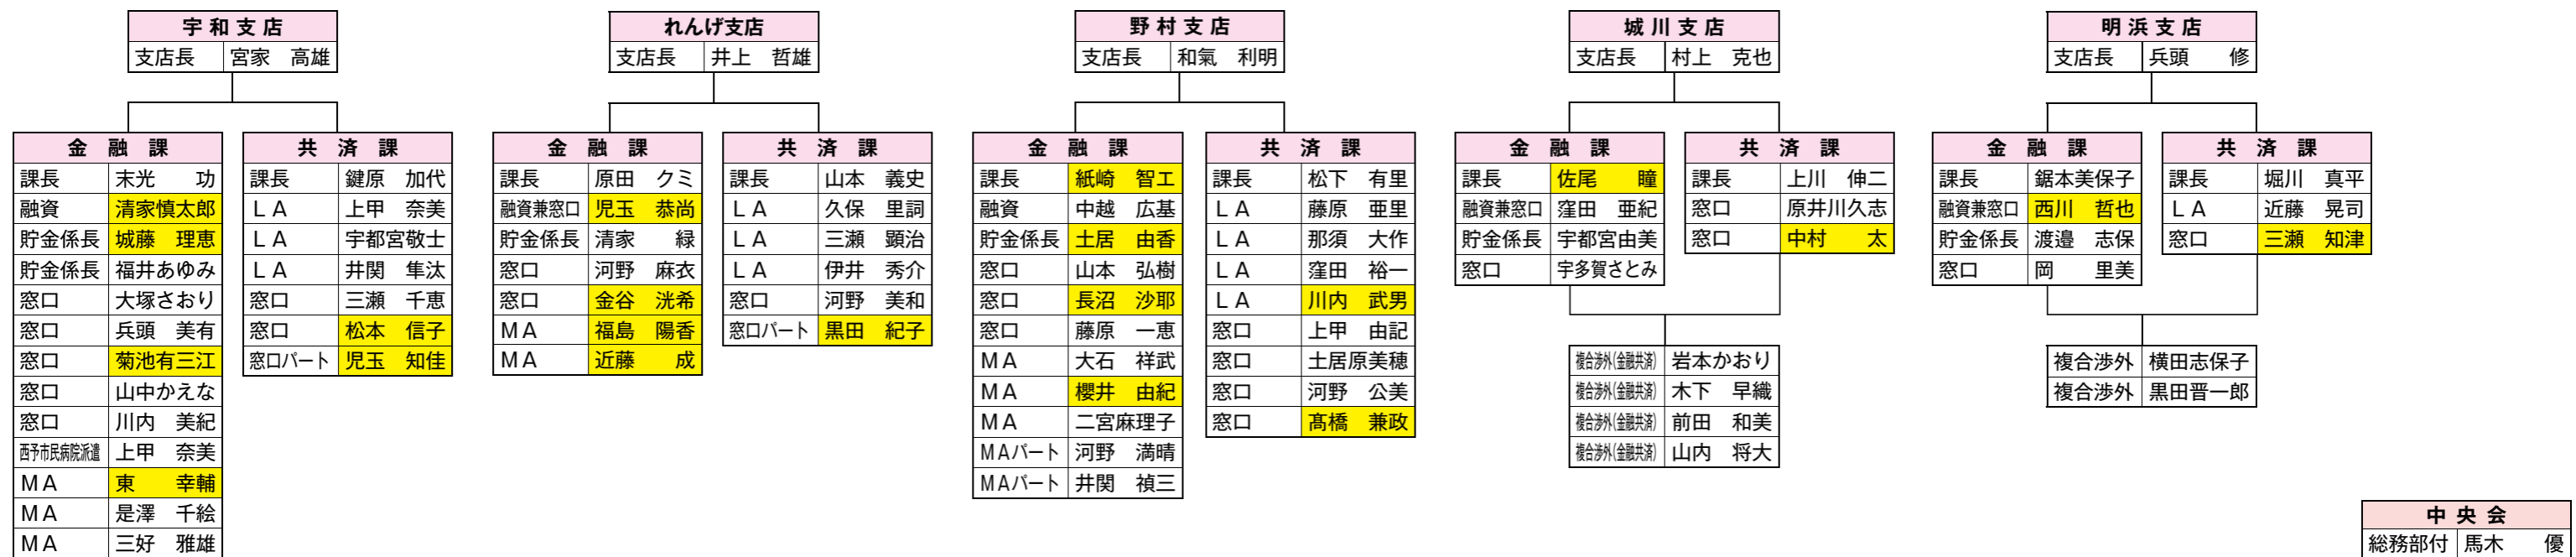 宇和支店
支店長 宮家 高雄
金融課
課長 末光 功
融資 清家慎太郎
貯金係長 城藤 理恵
貯金係長 福井あゆみ
窓口 大塚さおり
窓口 兵頭 美有
窓口 菊池有三江
窓口 山中かえな
窓口 川内 美紀
西予市民病院派遣 上甲 奈美
MA 東 幸輔
MA 是澤 千絵
MA 三好 雅雄
共済課
課長 鍵原 加代
LA 上甲 奈美
LA 宇都宮敬士
LA 井関 隼汰
窓口 三瀬 千恵
窓口 松本 信子
窓口パート 児玉 知佳
れんげ支店
支店長 井上 哲雄
金融課
課長 原田 クミ
融資兼窓口 児玉 恭尚
貯金係長 清家 緑
窓口 河野 麻衣
窓口 金谷 洸希
MA 福島 陽香
MA 近藤 成
共済課
課長 山本 義史
LA 久保 里詞
LA 三瀬 顕治
LA 伊井 秀介
窓口 河野 美和
窓口パート 黒田 紀子
野村支店
支店長 和氣 利明
金融課
課長 紙崎 智工
融資 中越 広基
貯金係長 土居 由香
窓口 山本 弘樹
窓口 長沼 沙耶
窓口 藤原 一恵
MA 大石 祥武
MA 櫻井 由紀
MA 二宮麻理子
MAパート 河野 満晴
MAパート 井関 禎三
共済課
課長 松下 有里
LA 藤原 亜里
LA 那須 大作
LA 窪田 裕一
LA 川内 武男
窓口 上甲 由記
窓口 土居原美穂
窓口 河野 公美
窓口 髙橋 兼政
城川支店
支店長 村上 克也
金融課
課長 佐尾 瞳
融資兼窓口 窪田 亜紀
貯金係長 宇都宮由美
窓口 宇多賀さとみ
共済課
課長 上川 伸二
窓口 原井川久志
窓口 中村 太
複合渉外(金融共済) 岩本かおり
複合渉外(金融共済) 木下 早織
複合渉外(金融共済) 前田 和美
複合渉外(金融共済) 山内 将大
明浜支店
支店長 兵頭 修
金融課
課長 鋸本美保子
融資兼窓口 西川 哲也
貯金係長 渡邉 志保
窓口 岡 里美
共済課
課長 堀川 真平
LA 近藤 晃司
窓口 三瀬 知津
複合渉外 横田志保子
複合渉外 黒田晋一郎
中央会
総務部付 馬木 優